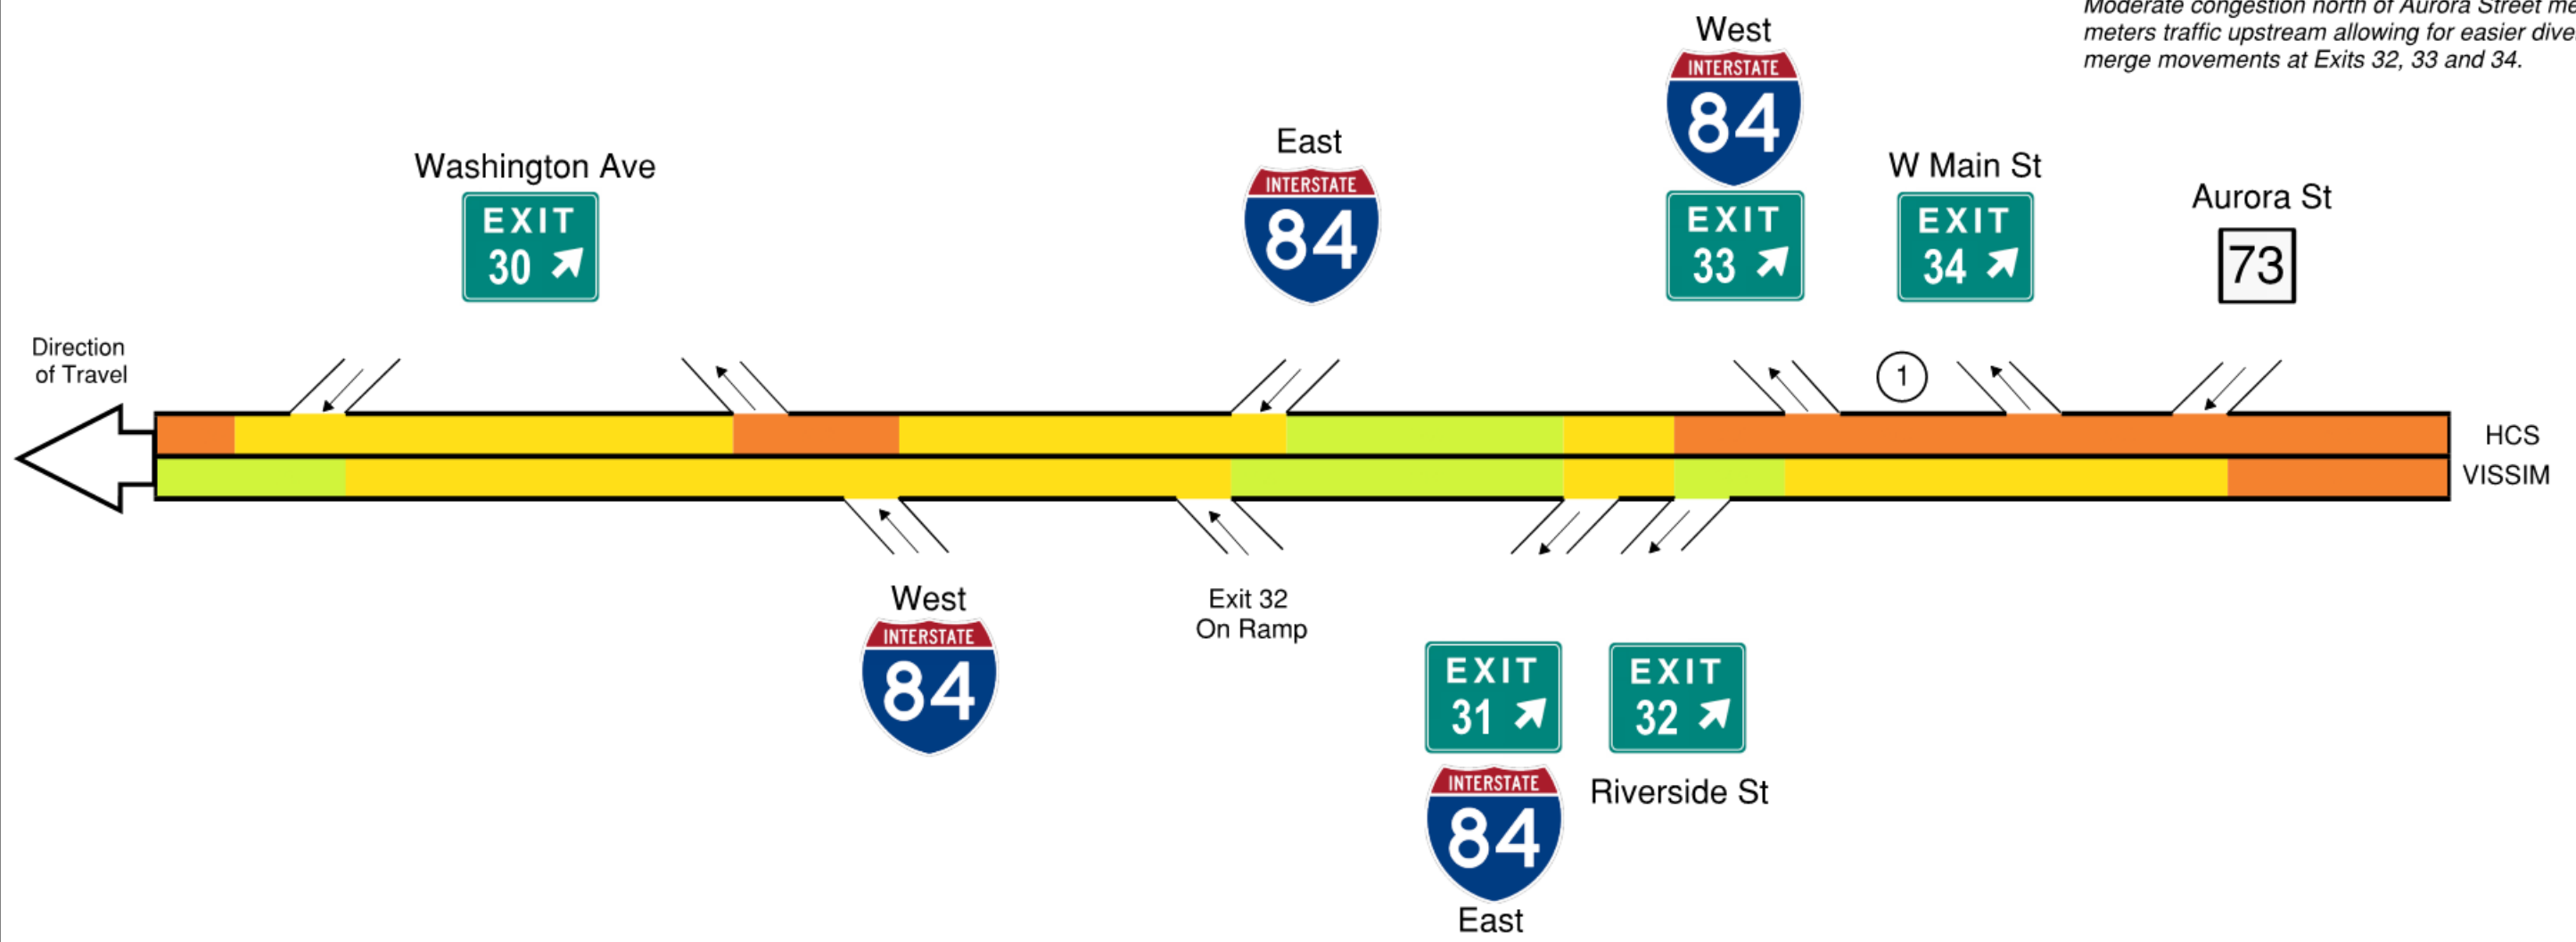 Moderate congestion north of Aurora Street
meters traffic upstream allowing for easier
merge movements at Exits 32, 33 and 34.
West
INTERSTATE
84
EXIT
33
East
INTERSTATE
84
Washington Ave
EXIT
30
W Main St
EXIT
34
Aurora St
73
Direction
of Travel
1
HCS
VISSIM
West
INTERSTATE
84
Exit 32
On Ramp
EXIT
31
INTERSTATE
84
East
EXIT
32
Riverside St